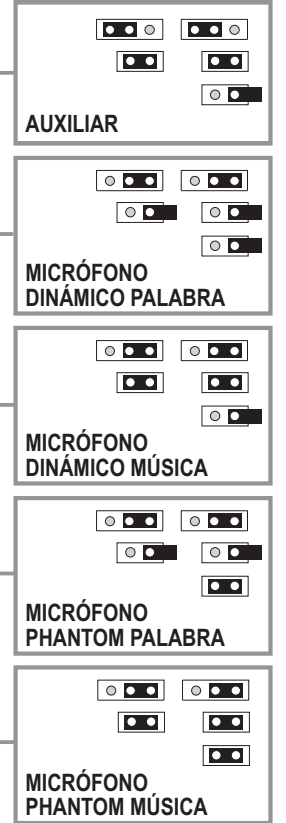 AUXILIAR
MICRÓFONO
DINÁMICO PALABRA
MICRÓFONO
DINÁMICO MÚSICA
MICRÓFONO
PHANTOM PALABRA
MICRÓFONO
PHANTOM MÚSICA